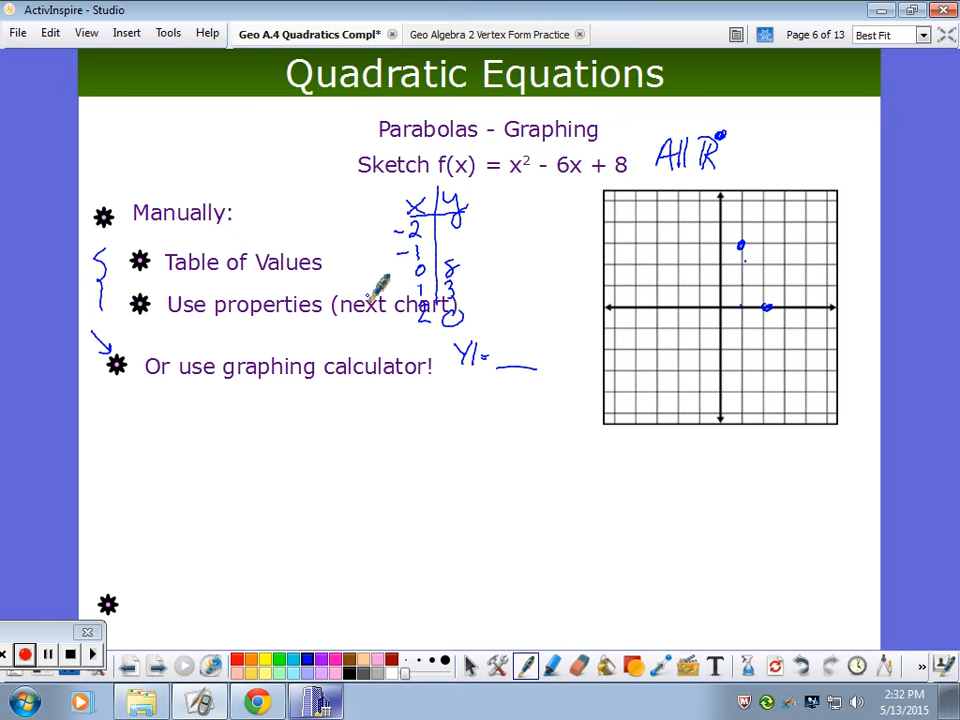 ActivInspire - Studio
File Edit View Insert Tools Help
Geo A.4 Quadratics Compl* Geo Algebra 2 Vertex Form Practice
Page 6 of 13 Best Fit
Quadratic Equations
Parabolas - Graphing
Sketch f(x) = x² - 6x + 8
All R
Manually:
x y
-2
-1
Table of Values
0 8
1 3
Use properties (next chart)
2 0
Y1=
Or use graphing calculator!
T
»
2:32 PM
5/13/2015